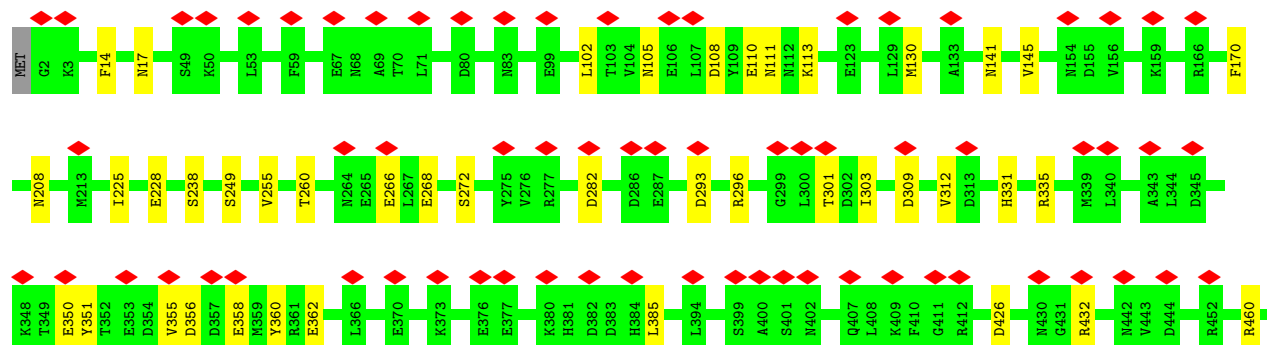 MET G2 K3 F14 N17 S49 K50 L53 F59 E67 N68 A69 T70 L71 D80 N83 E99 L102 T103 V104 N105 E106 L107 D108 Y109 E110 N111 N112 K113 E123 L129 M130 A133 N141 V145 N154 D155 V156 K159 R166 F170
N208 M213 I225 E228 S238 S249 V255 T260 N264 E265 E266 L267 E268 S272 Y275 V276 R277 D282 D286 E287 D293 R296 G299 L300 T301 D302 I303 D309 V312 D313 H331 R335 M339 L340 A343 L344 D345
K348 T349 E350 Y351 T352 E353 D354 V355 D356 D357 E358 M359 Y360 R361 E362 L366 E370 K373 E376 E377 K380 H381 D382 D383 H384 L385 L394 S399 A400 S401 N402 Q407 L408 K409 F410 G411 R412 D426 N430 G431 R432 N442 V443 D444 R452 R460